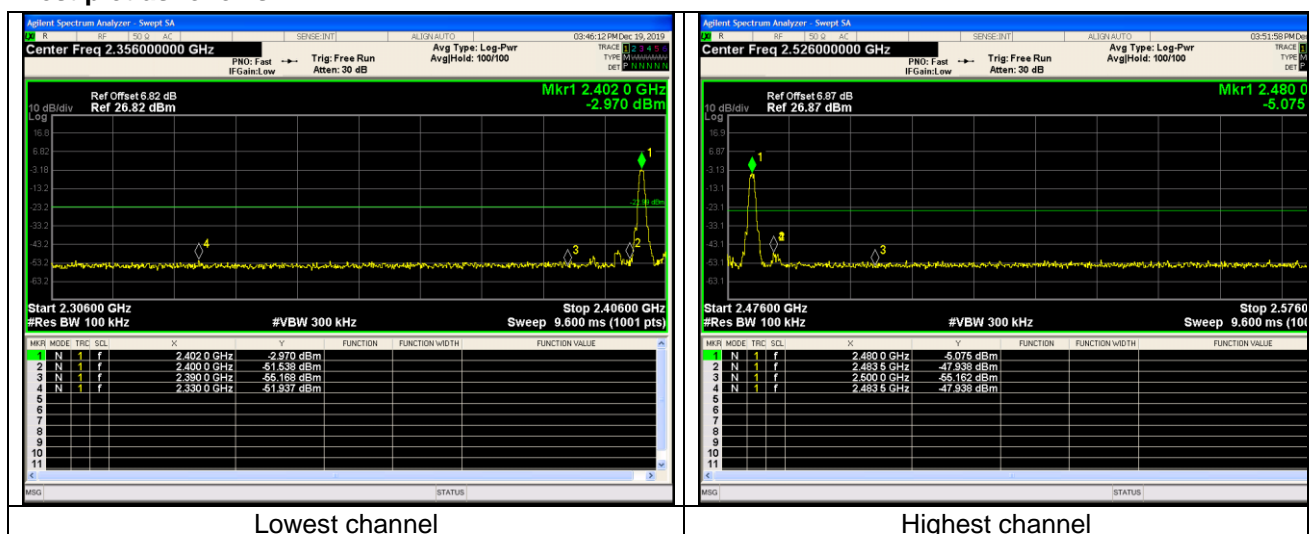 Agilent Spectrum Analyzer - Swept SA
R RF 50 Ω AC SENSE:INT ALIGNAUTO 03:46:12 PM Dec 19, 2019
Center Freq 2.356000000 GHz
PNO: Fast
IFGain:Low
Trig: Free Run
Atten: 30 dB
Avg Type: Log-Pwr
Avg|Hold: 100/100
TRACE 1 2 3 4 5 6
TYPE M
DET P N N N N N
Ref Offset 6.82 dB
Ref 26.82 dBm
10 dB/div
Log
Mkr1 2.402 0 GHz
-2.970 dBm
16.8
6.82
-3.18
-13.2
-23.2
-33.2
-43.2
-53.2
-63.2
1
2
3
4
Start 2.30600 GHz
Stop 2.40600 GHz
#Res BW 100 kHz
#VBW 300 kHz
Sweep 9.600 ms (1001 pts)
MKR MODE TRC SCL X Y FUNCTION FUNCTION WIDTH FUNCTION VALUE
1 N 1 f 2.402 0 GHz -2.970 dBm
2 N 1 f 2.400 0 GHz -51.538 dBm
3 N 1 f 2.390 0 GHz -55.168 dBm
4 N 1 f 2.330 0 GHz -51.937 dBm
5
6
7
8
9
10
11
MSG STATUS
Lowest channel
Agilent Spectrum Analyzer - Swept SA
R RF 50 Ω AC SENSE:INT ALIGNAUTO 03:51:58 PM De
Center Freq 2.526000000 GHz
PNO: Fast
IFGain:Low
Trig: Free Run
Atten: 30 dB
Avg Type: Log-Pwr
Avg|Hold: 100/100
TRACE 1
TYPE M
DET P
Ref Offset 6.87 dB
Ref 26.87 dBm
10 dB/div
Log
Mkr1 2.480 0
-5.075
16.9
6.87
-3.13
-13.1
-23.1
-33.1
-43.1
-53.1
-63.1
1
3
Start 2.47600 GHz
Stop 2.5760
#Res BW 100 kHz
#VBW 300 kHz
Sweep 9.600 ms (100
MKR MODE TRC SCL X Y FUNCTION FUNCTION WIDTH FUNCTION VALUE
1 N 1 f 2.480 0 GHz -5.075 dBm
2 N 1 f 2.483 5 GHz -47.938 dBm
3 N 1 f 2.500 0 GHz -55.162 dBm
4 N 1 f 2.483 5 GHz -47.938 dBm
5
6
7
8
9
10
11
MSG STATUS
Highest channel